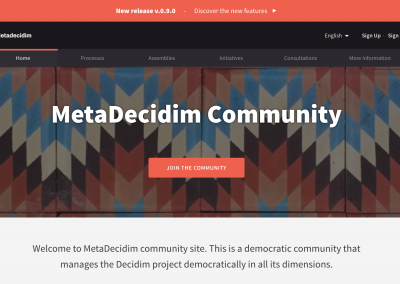 New release v.0.9.0 - Discover the new features ►
etadecidim English Sign Up Sign
Home Processes Assemblies Initiatives Consultations More Information
MetaDecidim Community
JOIN THE COMMUNITY
Welcome to MetaDecidim community site. This is a democratic community that
manages the Decidim project democratically in all its dimensions.